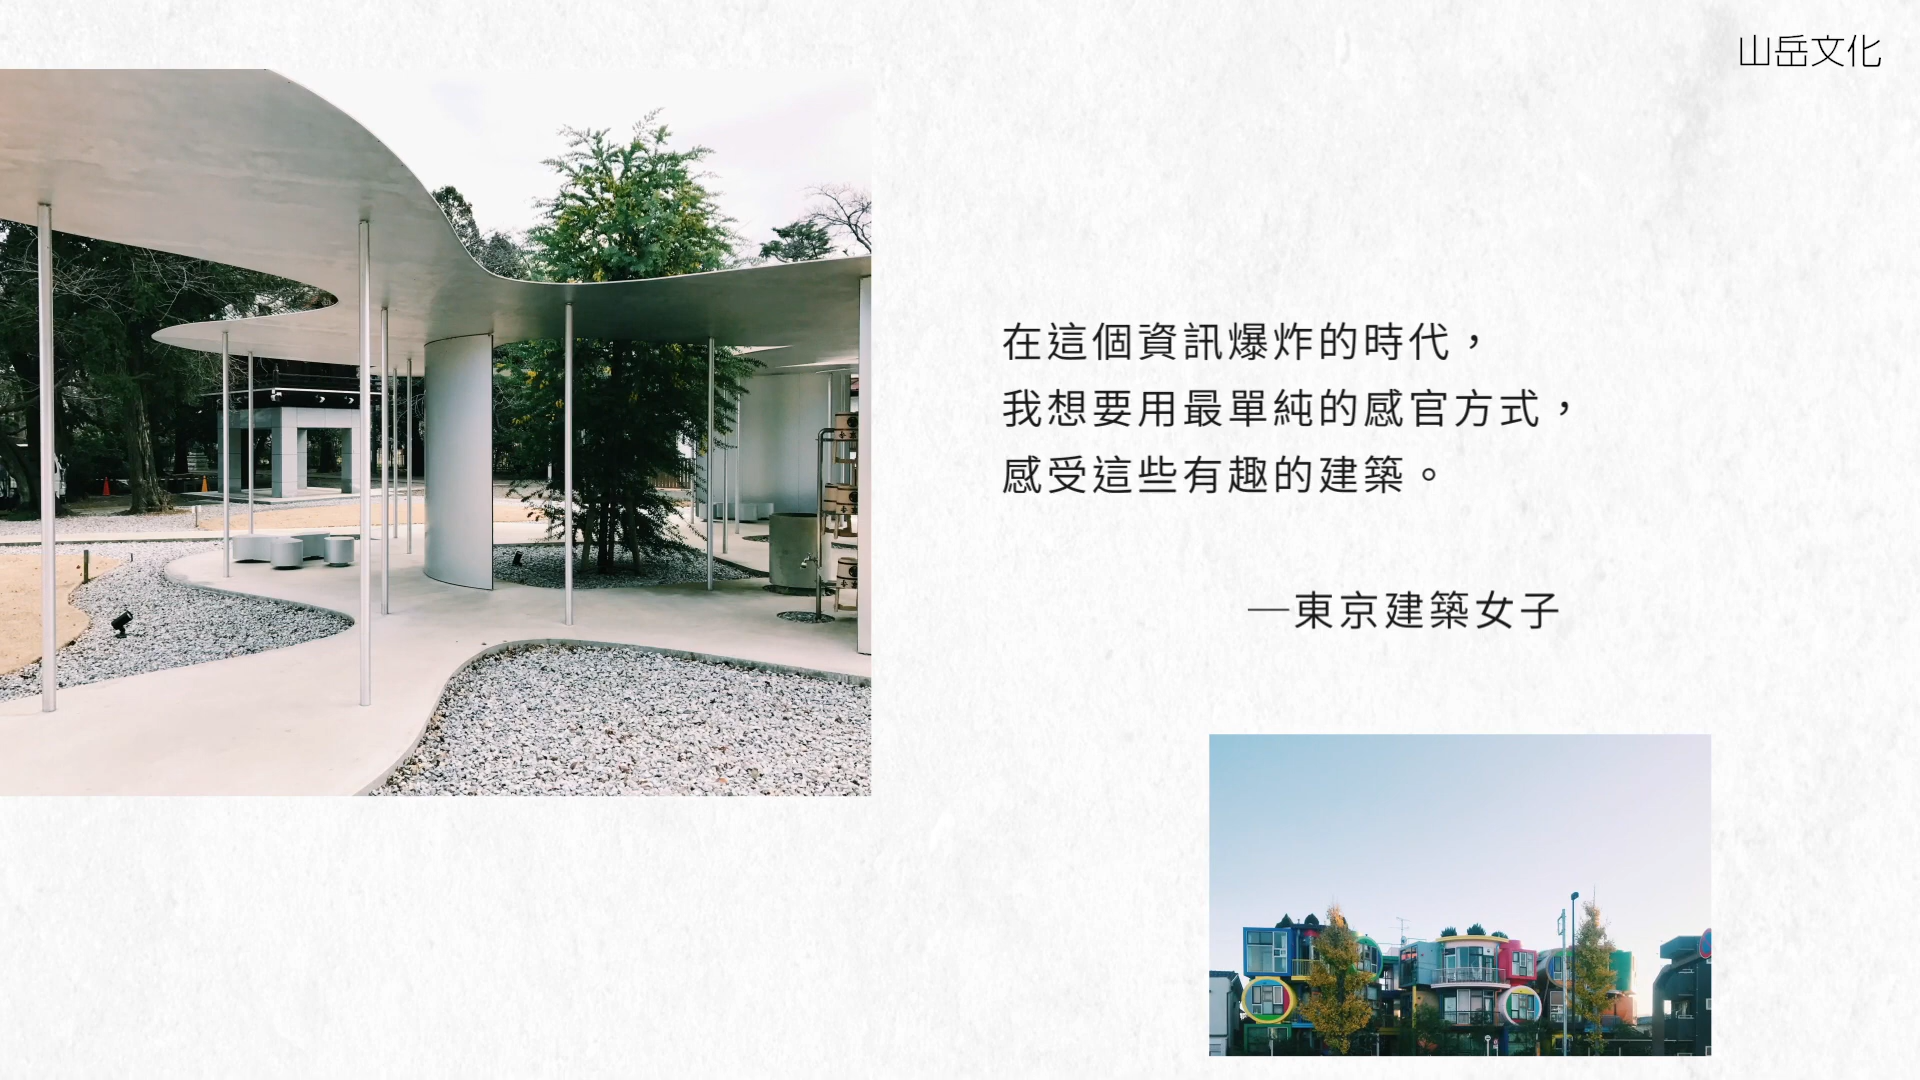 山岳文化
在這個資訊爆炸的時代，
我想要用最單純的感官方式，
感受這些有趣的建築。
—東京建築女子